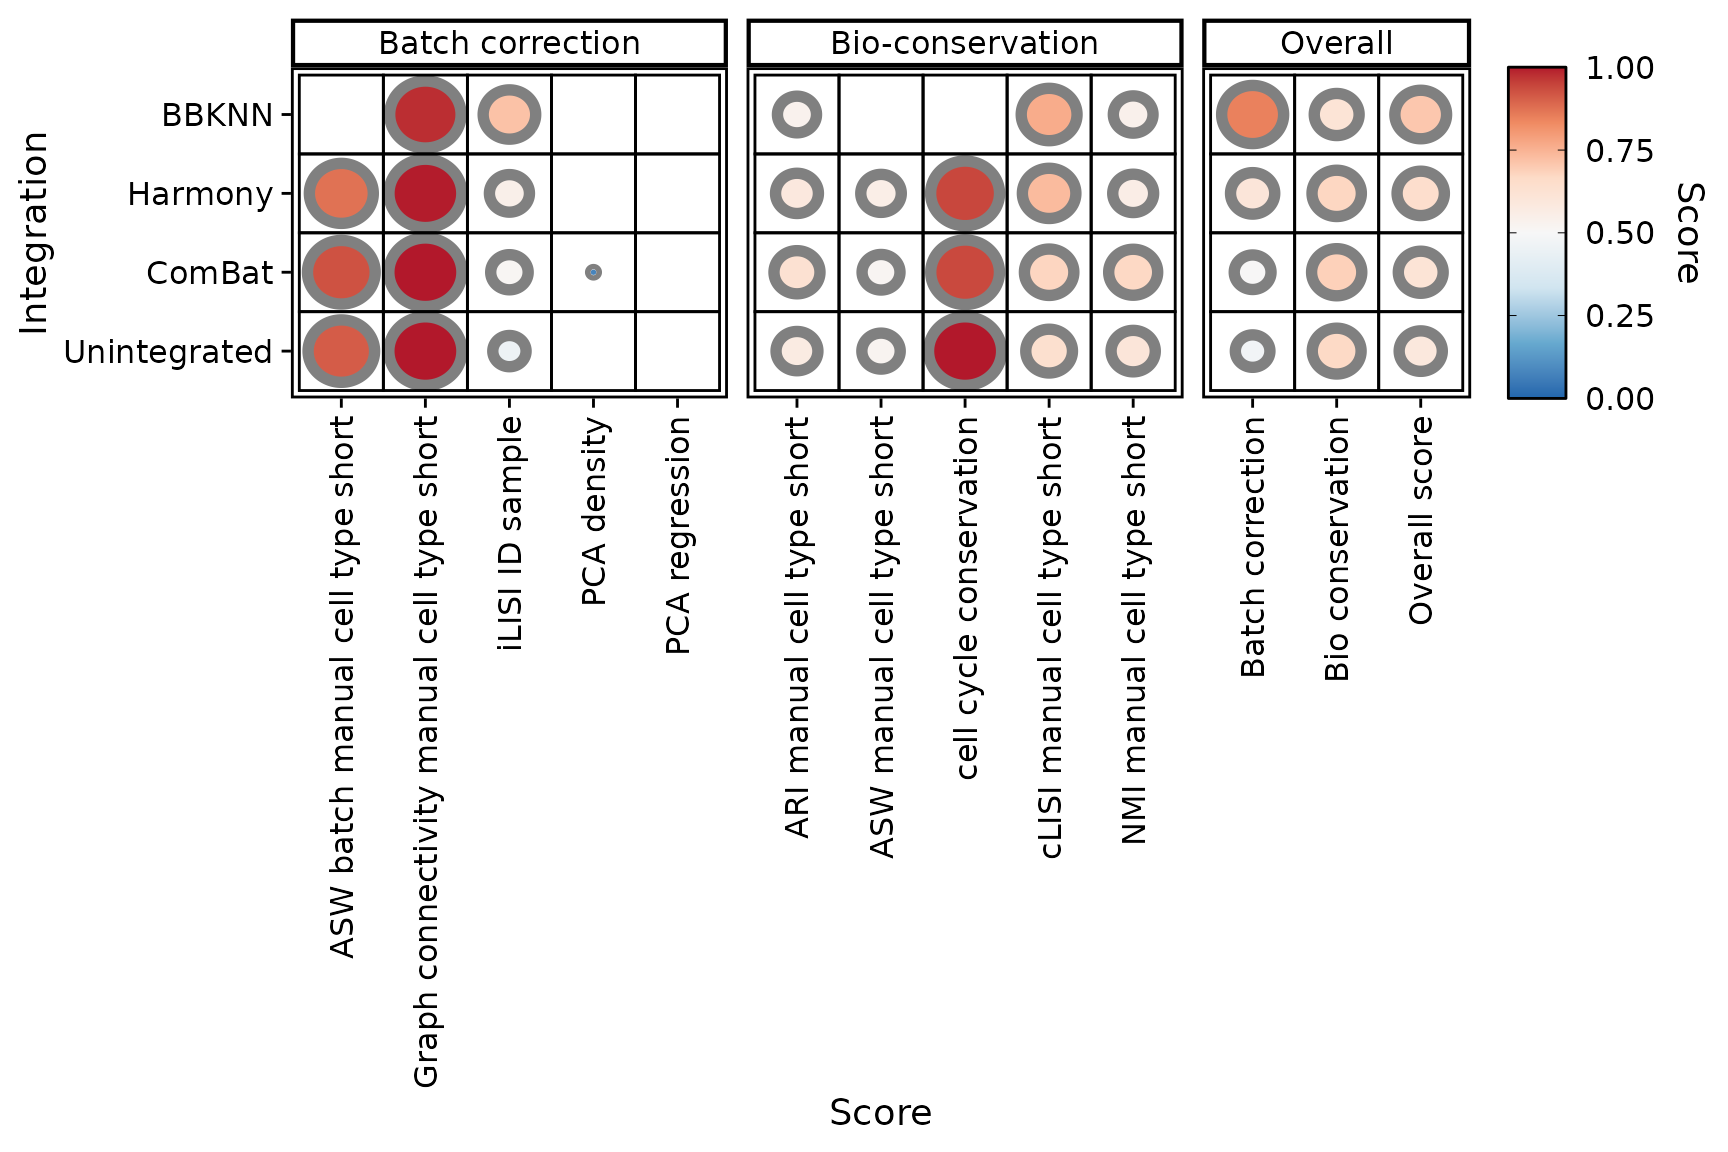 Batch correction
Bio-conservation
Overall
Integration
BBKNN
Harmony
ComBat
Unintegrated
ASW batch manual cell type short
Graph connectivity manual cell type short
iLISI ID sample
PCA density
PCA regression
ARI manual cell type short
ASW manual cell type short
cell cycle conservation
cLISI manual cell type short
NMI manual cell type short
Batch correction
Bio conservation
Overall score
Score
1.00
0.75
0.50
0.25
0.00
Score